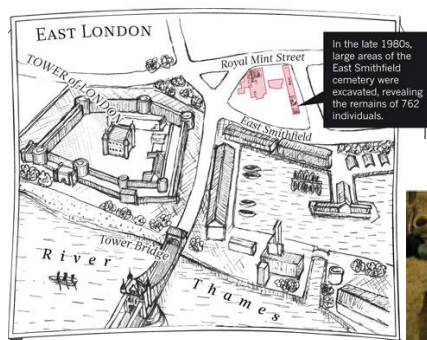 EAST LONDON
TOWER of LONDON
Royal Mint Street
In the late 1980s,
large areas of the
East Smithfield
cemetery were
excavated, revealing
the remains of 762
individuals.
East Smithfield
Tower Bridge
River Thames